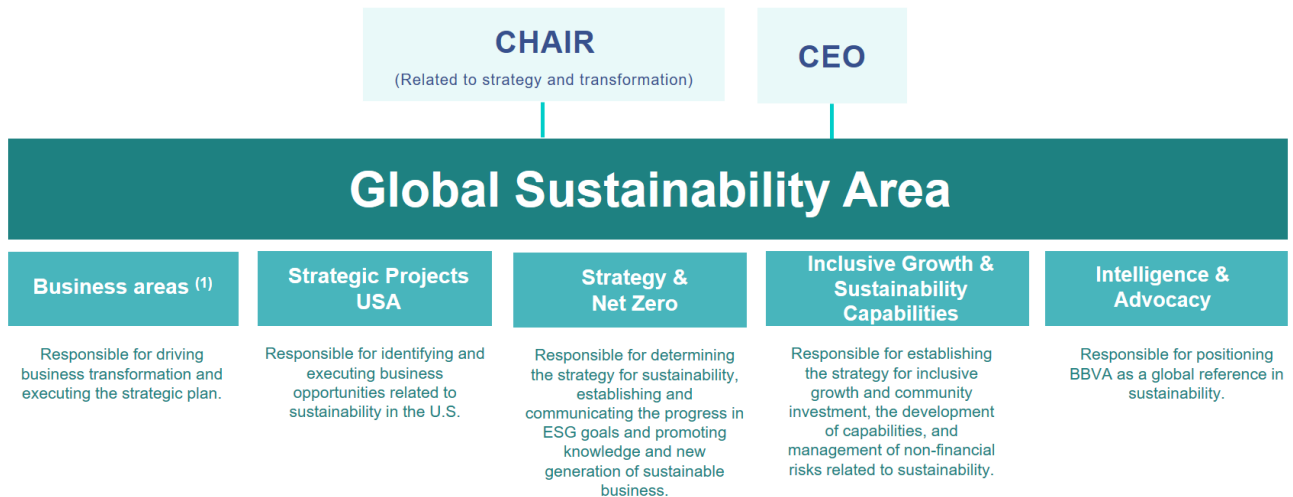 CHAIR
(Related to strategy and transformation)
CEO
Global Sustainability Area
Business areas (1)
Strategic Projects
USA
Strategy &
Net Zero
Inclusive Growth &
Sustainability
Capabilities
Intelligence &
Advocacy
Responsible for driving
business transformation and
executing the strategic plan.
Responsible for identifying and
executing business
opportunities related to
sustainability in the U.S.
Responsible for determining
the strategy for sustainability,
establishing and
communicating the progress in
ESG goals and promoting
knowledge and new
generation of sustainable
business.
Responsible for establishing
the strategy for inclusive
growth and community
investment, the development
of capabilities, and
management of non-financial
risks related to sustainability.
Responsible for positioning
BBVA as a global reference in
sustainability.